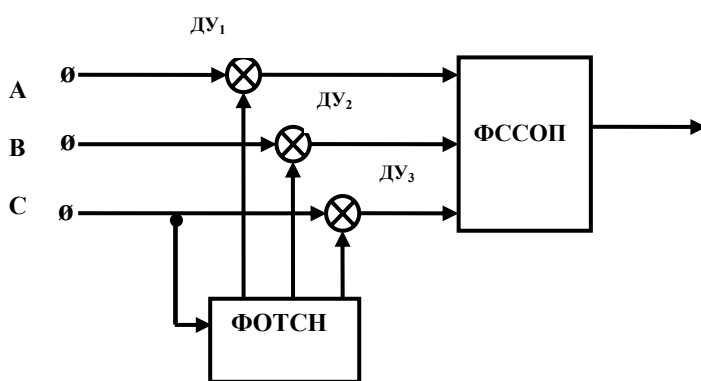 ДУ₁
A ø
ДУ₂
B ø
ФССОП
ДУ₃
C ø
ФОТСН